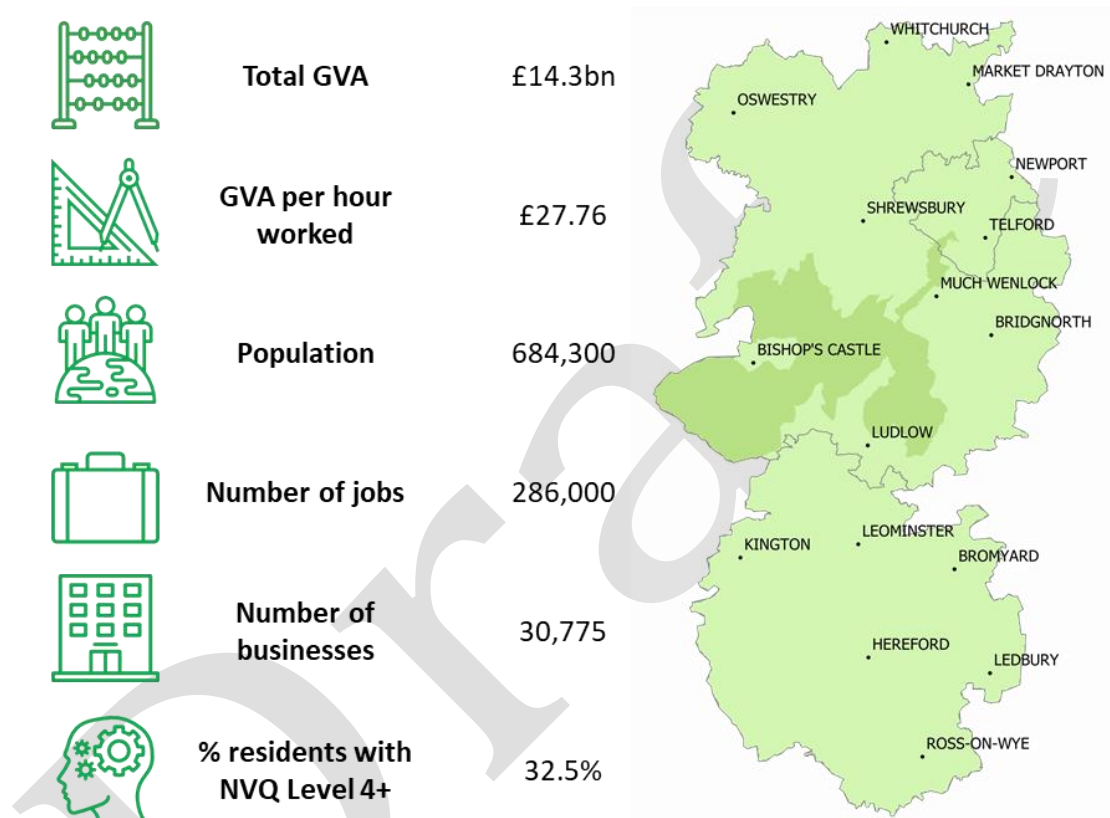 Total GVA
£14.3bn
GVA per hour
worked
£27.76
Population
684,300
Number of jobs
286,000
Number of
businesses
30,775
% residents with
NVQ Level 4+
32.5%
WHITCHURCH
MARKET DRAYTON
OSWESTRY
NEWPORT
SHREWSBURY
TELFORD
MUCH WENLOCK
BRIDGNORTH
BISHOP'S CASTLE
LUDLOW
LEOMINSTER
KINGTON
BROMYARD
HEREFORD
LEDBURY
ROSS-ON-WYE